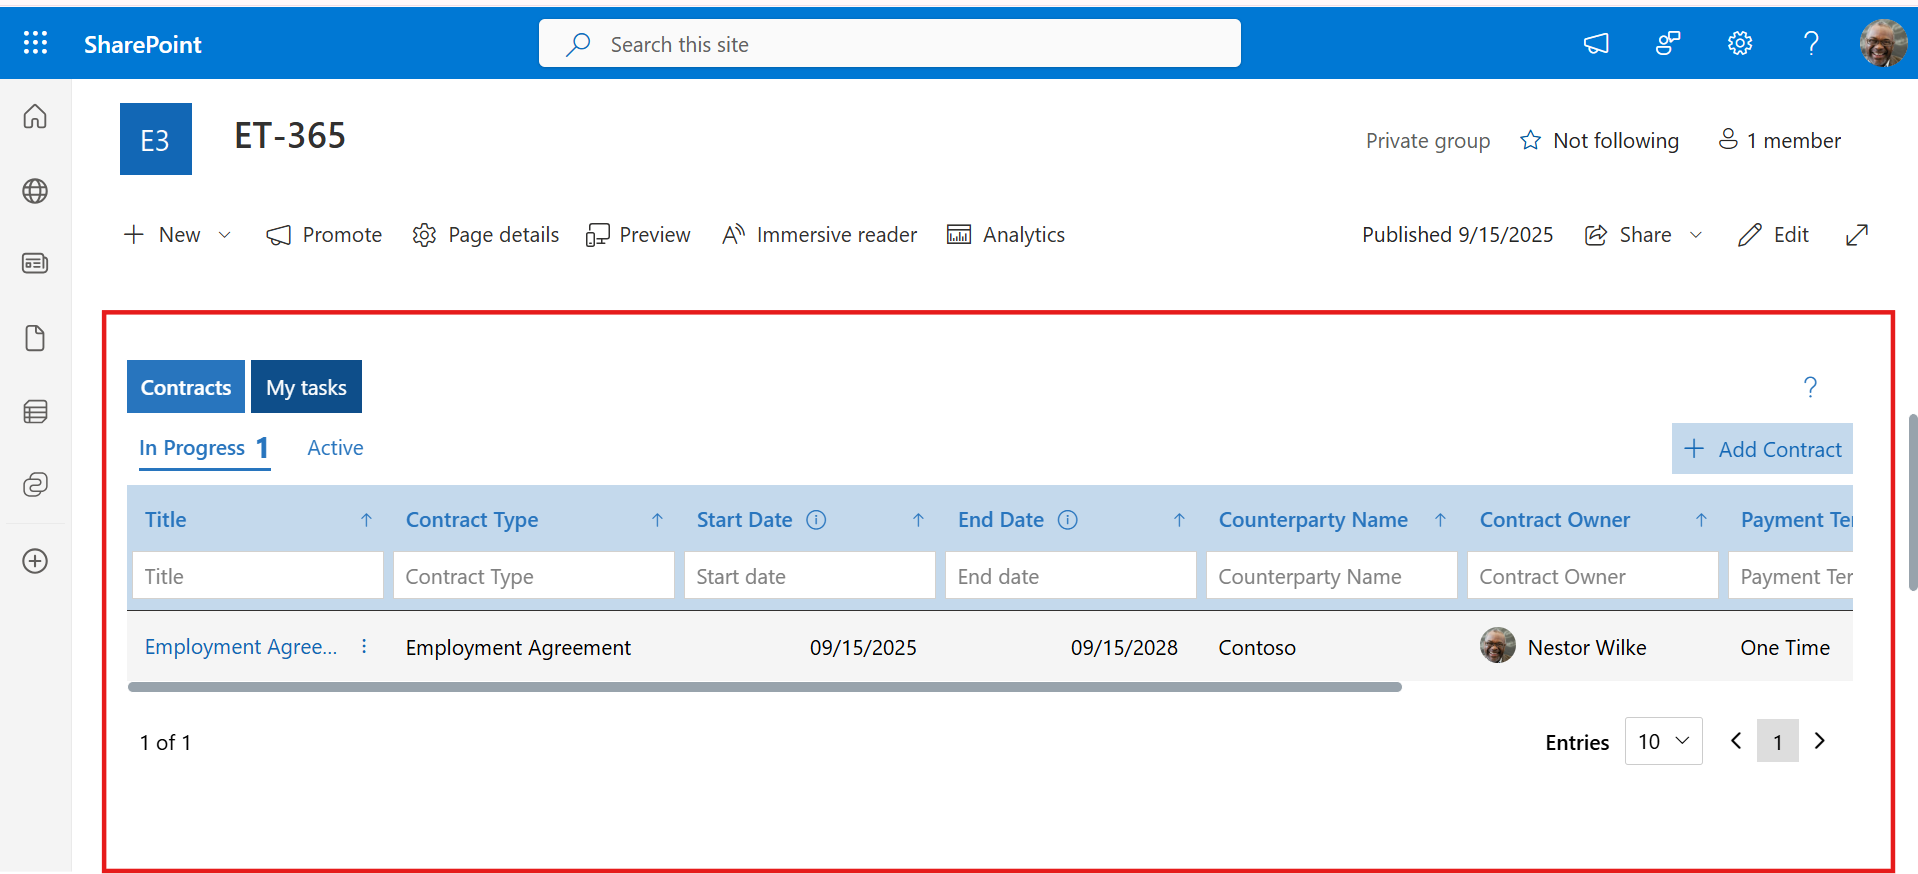 SharePoint
Search this site
?
E3
ET-365
Private group
Not following
1 member
New
Promote
Page details
Preview
Immersive reader
Analytics
Published 9/15/2025
Share
Edit
Contracts
My tasks
?
In Progress 1
Active
+ Add Contract
Title
Contract Type
Start Date
End Date
Counterparty Name
Contract Owner
Payment Te
Title
Contract Type
Start date
End date
Counterparty Name
Contract Owner
Payment Ter
Employment Agree...
Employment Agreement
09/15/2025
09/15/2028
Contoso
Nestor Wilke
One Time
1 of 1
Entries
10
1